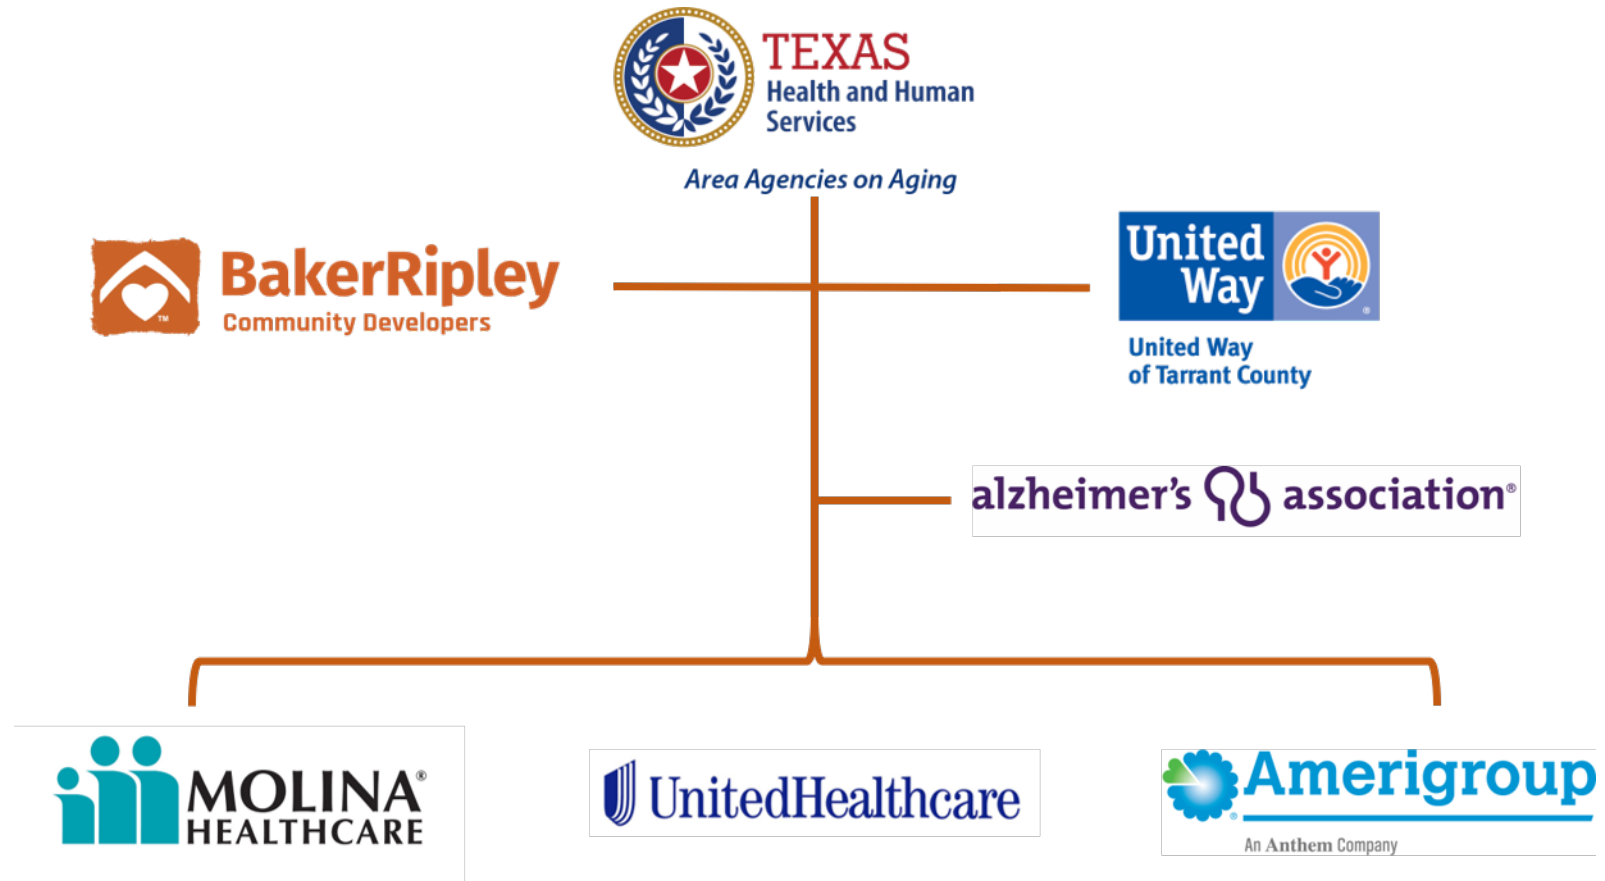 TEXAS
Health and Human
Services
Area Agencies on Aging
BakerRipley
Community Developers
TM
United
Way
®
United Way
of Tarrant County
alzheimer's association®
MOLINA®
HEALTHCARE
UnitedHealthcare
Amerigroup
®
An Anthem Company